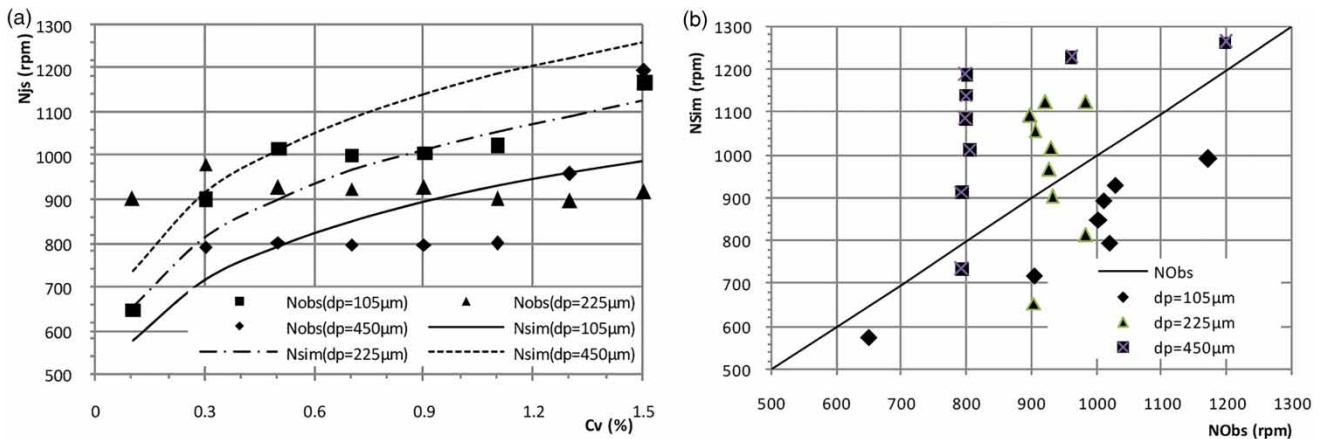 (a)
Njs (rpm)
1300
1200
1100
1000
900
800
700
600
500
0
0.3
0.6
0.9
1.2
1.5
Cv (%)
Nobs(dp=105μm)
Nobs(dp=225μm)
Nobs(dp=450μm)
Nsim(dp=105μm)
Nsim(dp=225μm)
Nsim(dp=450μm)
(b)
NSim (rpm)
1300
1200
1100
1000
900
800
700
600
500
500
600
700
800
900
1000
1100
1200
1300
NObs (rpm)
NObs
dp=105μm
dp=225μm
dp=450μm